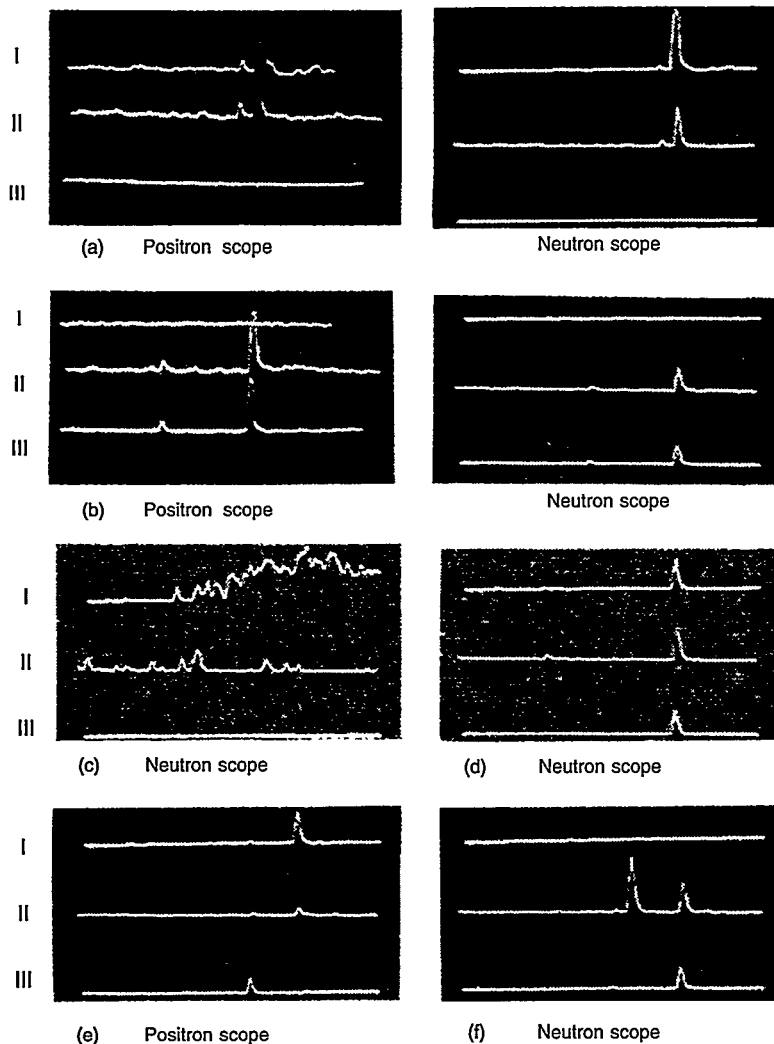 I
II
III
(a) Positron scope
Neutron scope
I
II
III
(b) Positron scope
Neutron scope
I
II
III
(c) Neutron scope
(d) Neutron scope
I
II
III
(e) Positron scope
(f) Neutron scope